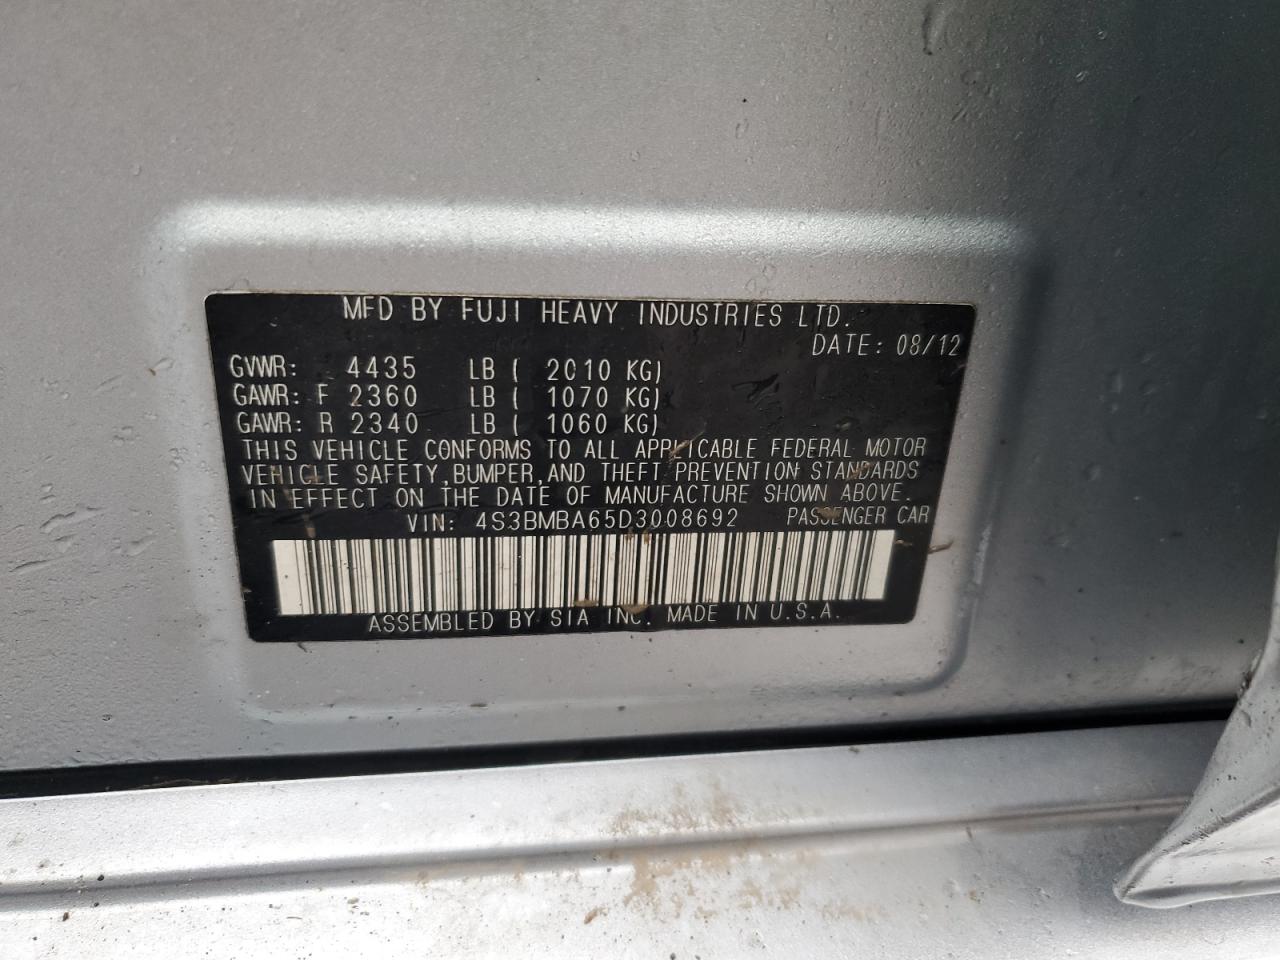 MFD BY FUJI HEAVY INDUSTRIES LTD.
DATE: 08/12
GVWR: 4435 LB ( 2010 KG)
GAWR: F 2360 LB ( 1070 KG)
GAWR: R 2340 LB ( 1060 KG)
THIS VEHICLE CONFORMS TO ALL APPLICABLE FEDERAL MOTOR
VEHICLE SAFETY, BUMPER, AND THEFT PREVENTION STANDARDS
IN EFFECT ON THE DATE OF MANUFACTURE SHOWN ABOVE.
VIN: 4S3BMBA65D3008692 PASSENGER CAR
ASSEMBLED BY SIA INC. MADE IN U.S.A.